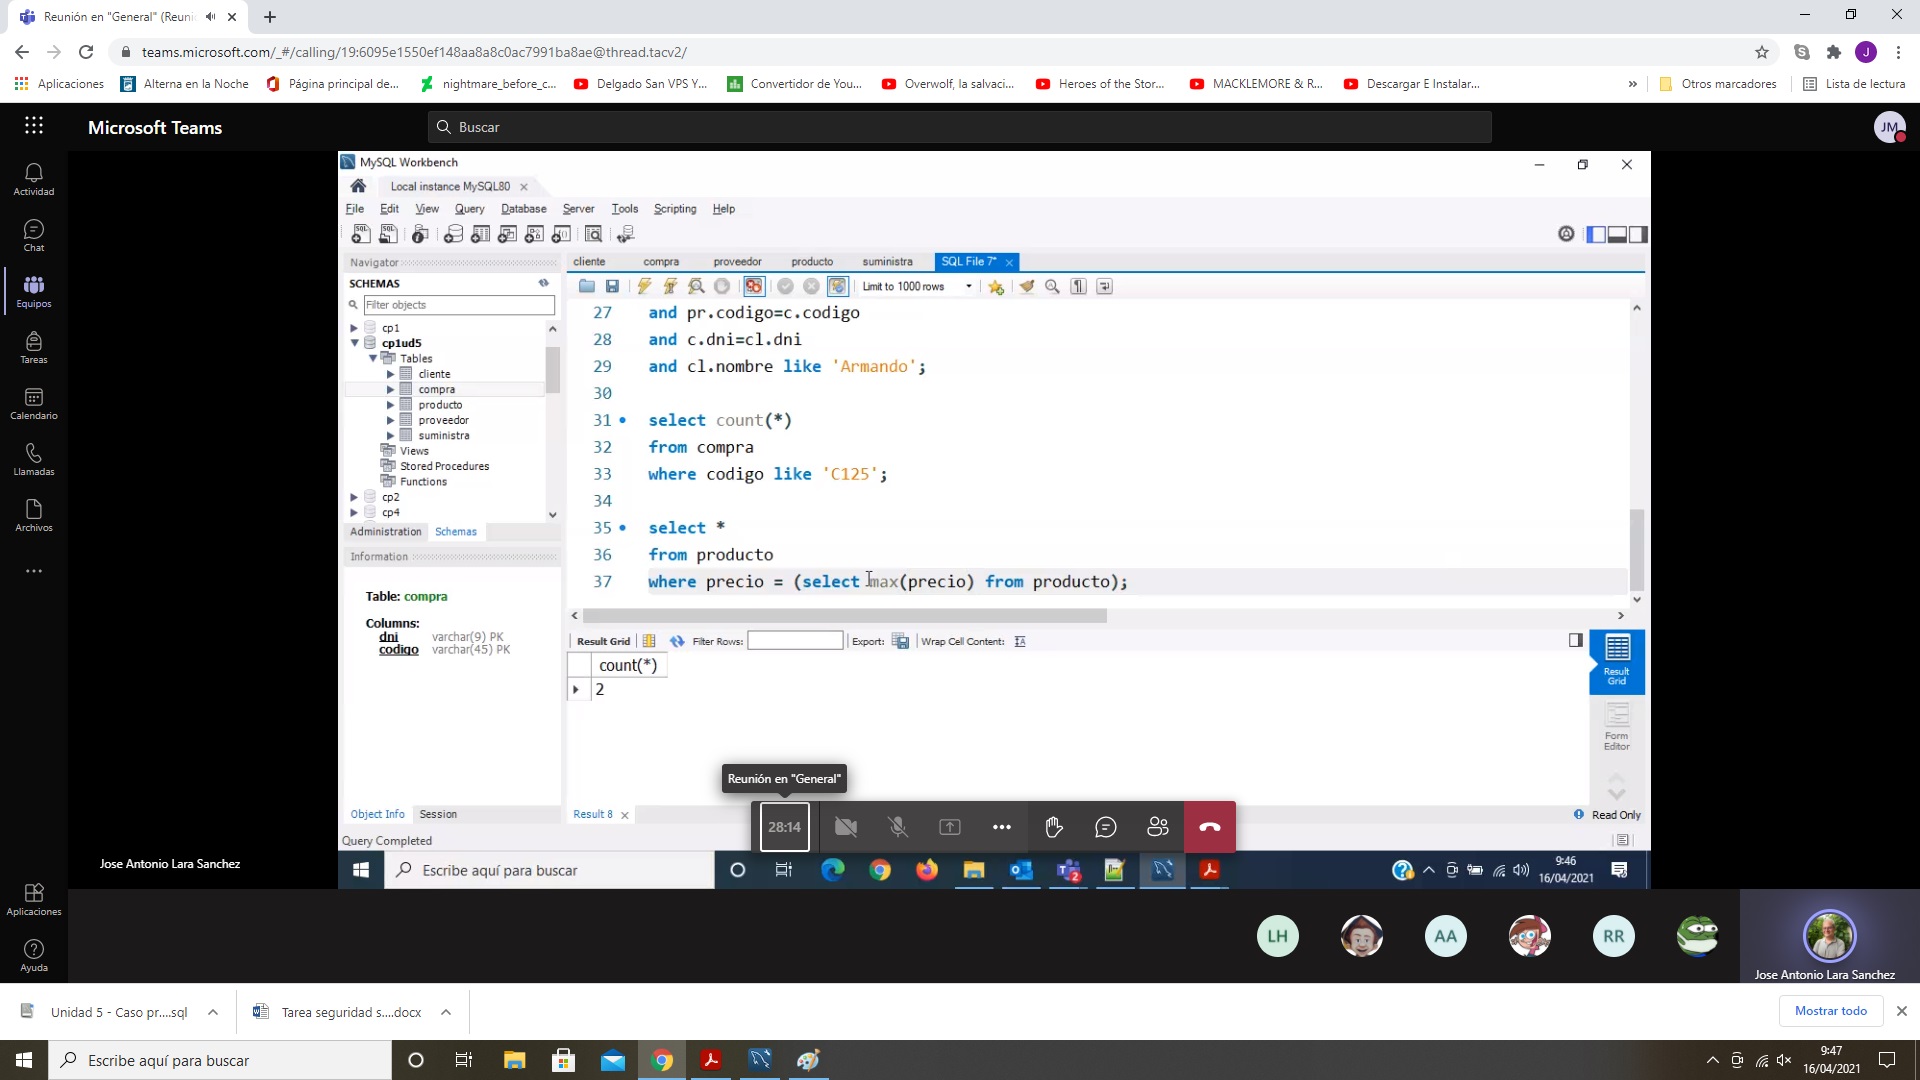 Reunión en "General" (Reuni
teams.microsoft.com/_#/calling/19:6095e1550ef148aa8a8c0ac7991ba8ae@thread.tacv2/
J
Aplicaciones
Alterna en la Noche
Página principal de...
nightmare_before_c...
Delgado San VPS Y...
Convertidor de You...
Overwolf, la salvaci...
Heroes of the Stor...
MACKLEMORE & R...
Descargar E Instalar...
»
Otros marcadores
Lista de lectura
Microsoft Teams
Buscar
JM
Actividad
Chat
Equipos
Tareas
Calendario
Llamadas
Archivos
Aplicaciones
Ayuda
MySQL Workbench
Local instance MySQL80
File Edit View Query Database Server Tools Scripting Help
Navigator
SCHEMAS
Filter objects
cp1
cp1ud5
Tables
cliente
compra
producto
proveedor
suministra
Views
Stored Procedures
Functions
cp2
cp4
Administration Schemas
Information
Table: compra
Columns:
dni varchar(9) PK
codigo varchar(45) PK
Object Info Session
Query Completed
cliente compra proveedor producto suministra SQL File 7*
Limit to 1000 rows
27 and pr.codigo=c.codigo
28 and c.dni=cl.dni
29 and cl.nombre like 'Armando';
30
31 select count(*)
32 from compra
33 where codigo like 'C125';
34
35 select *
36 from producto
37 where precio = (select max(precio) from producto);
Result Grid Filter Rows: Export: Wrap Cell Content:
count(*)
2
Result Grid
Form Editor
Result 8
Read Only
Reunión en "General"
28:14
Jose Antonio Lara Sanchez
Escribe aquí para buscar
2
9:46
16/04/2021
LH
AA
RR
Jose Antonio Lara Sanchez
Unidad 5 - Caso pr....sql
Tarea seguridad s....docx
Mostrar todo
Escribe aquí para buscar
9:47
16/04/2021